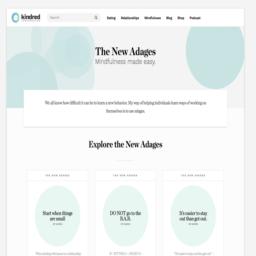 kindred
Search
Dating
Relationships
Mindfulness
Blog
Shop
Podcast
The New Adages
Mindfulness made easy.
We all know how difficult it can be to learn a new behavior. My way of helping individuals learn ways of working on
themselves is to use adages.
Explore the New Adages
THE NEW ADAGES
Start when things
are small
THE NEW ADAGES
DO NOT go to the
B.A.R.
THE NEW ADAGES
It's easier to stay
out than get out.